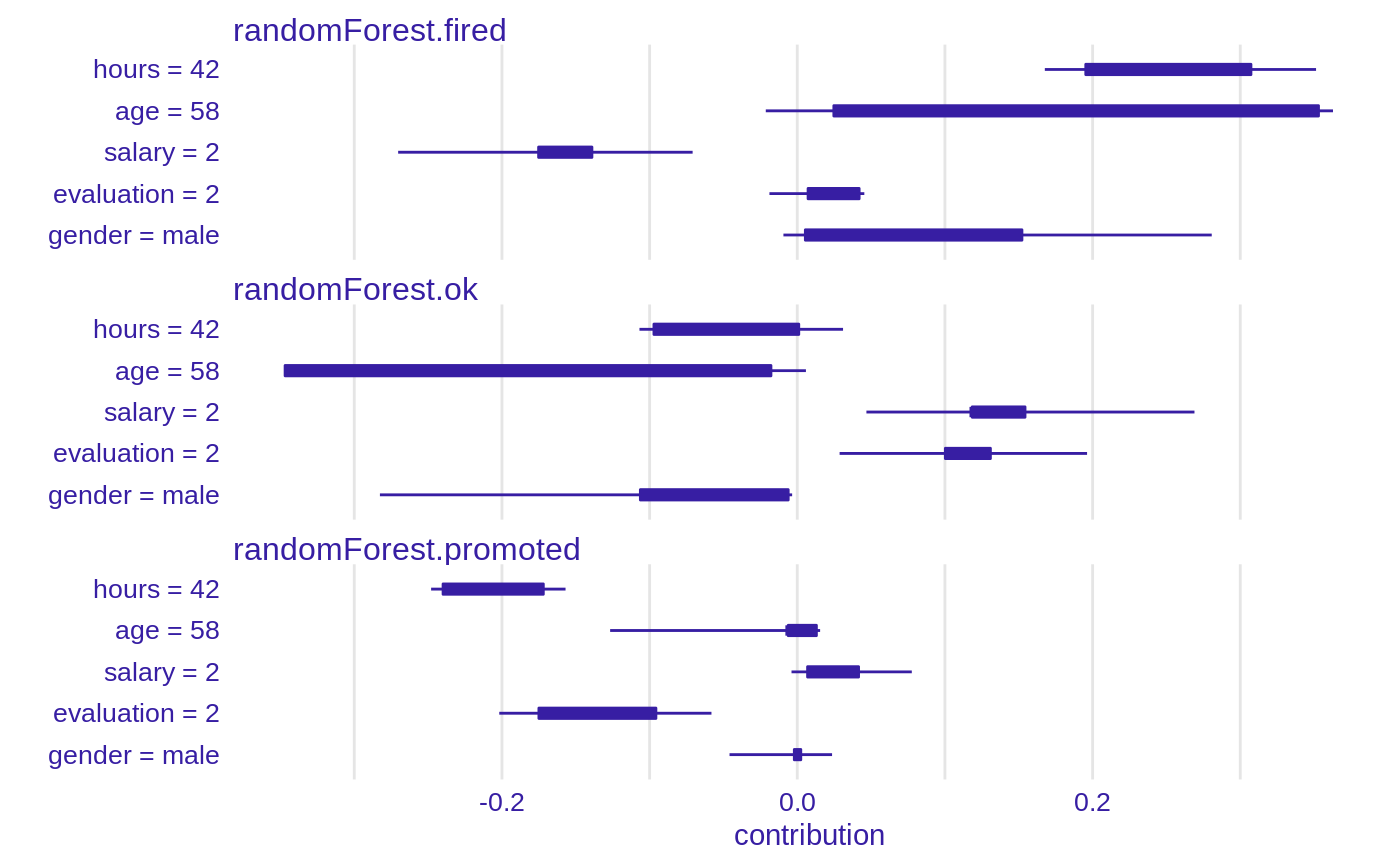 randomForest.fired
hours = 42
age = 58
salary = 2
evaluation = 2
gender = male
randomForest.ok
hours = 42
age = 58
salary = 2
evaluation = 2
gender = male
randomForest.promoted
hours = 42
age = 58
salary = 2
evaluation = 2
gender = male
-0.2 0.0 0.2
contribution